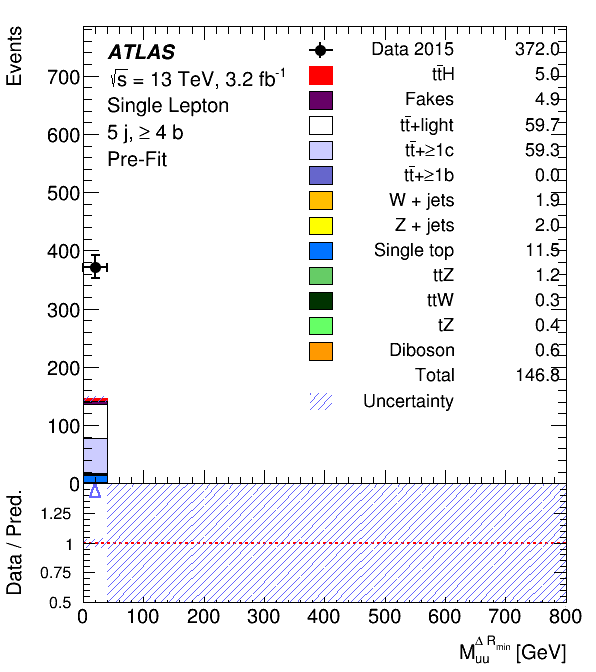 Events
ATLAS
√s = 13 TeV, 3.2 fb⁻¹
Single Lepton
5 j, ≥ 4 b
Pre-Fit
Data 2015 372.0
tt̄H 5.0
Fakes 4.9
tt̄+light 59.7
tt̄+≥1c 59.3
tt̄+≥1b 0.0
W + jets 1.9
Z + jets 2.0
Single top 11.5
ttZ 1.2
ttW 0.3
tZ 0.4
Diboson 0.6
Total 146.8
Uncertainty
700
600
500
400
300
200
100
0
Data / Pred.
1.25
1
0.75
0.5
0 100 200 300 400 500 600 700 800
M_uu^{Δ R_min} [GeV]